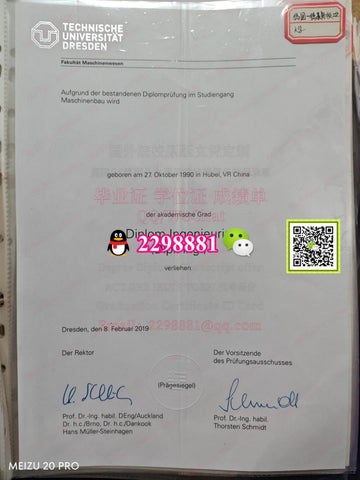 TECHNISCHE
UNIVERSITÄT
DRESDEN
Fakultät Maschinenwesen
Aufgrund der bestandenen Diplomprüfung im Studiengang
Maschinenbau wird
geboren am 27. Oktober 1990 in Hubei, VR China
毕业证 学位证 成绩单
der akademische Grad
Diplom-Ingenieuri
2298881
verliehen
Email: 2298881@qq.com
Dresden, den 8. Februar 2019
Der Rektor
Der Vorsitzende
des Prüfungsausschusses
(Prägesiegel)
Prof. Dr.-Ing. habil. DEng/Auckland
Dr. h.c./Brno, Dr. h.c./Dankook
Hans Müller-Steinhagen
Prof. Dr.-Ing. habil.
Thorsten Schmidt
MEIZU 20 PRO